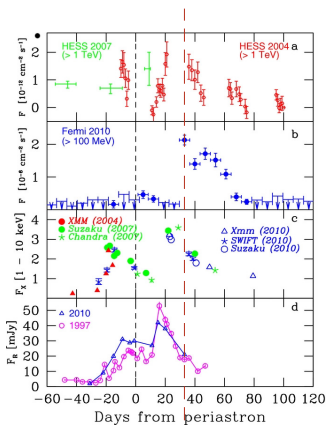 HESS 2007 HESS 2004
(> 1 TeV) (> 1 TeV) a
F [10⁻¹² cm⁻² s⁻¹]
2
1
0
Fermi 2010 b
(> 100 MeV)
F [10⁻⁶ cm⁻² s⁻¹]
2
1
XMM (2004) c
Suzaku (2007) Xmm (2010)
Chandra (2007) SWIFT (2010)
Suzaku (2010)
Fₓ [1 - 10 keV]
4
3
2
1
0
2010 d
1997
F_R [mJy]
50
40
30
20
10
0
−60 −40 −20 0 20 40 60 80 100 120
Days from periastron